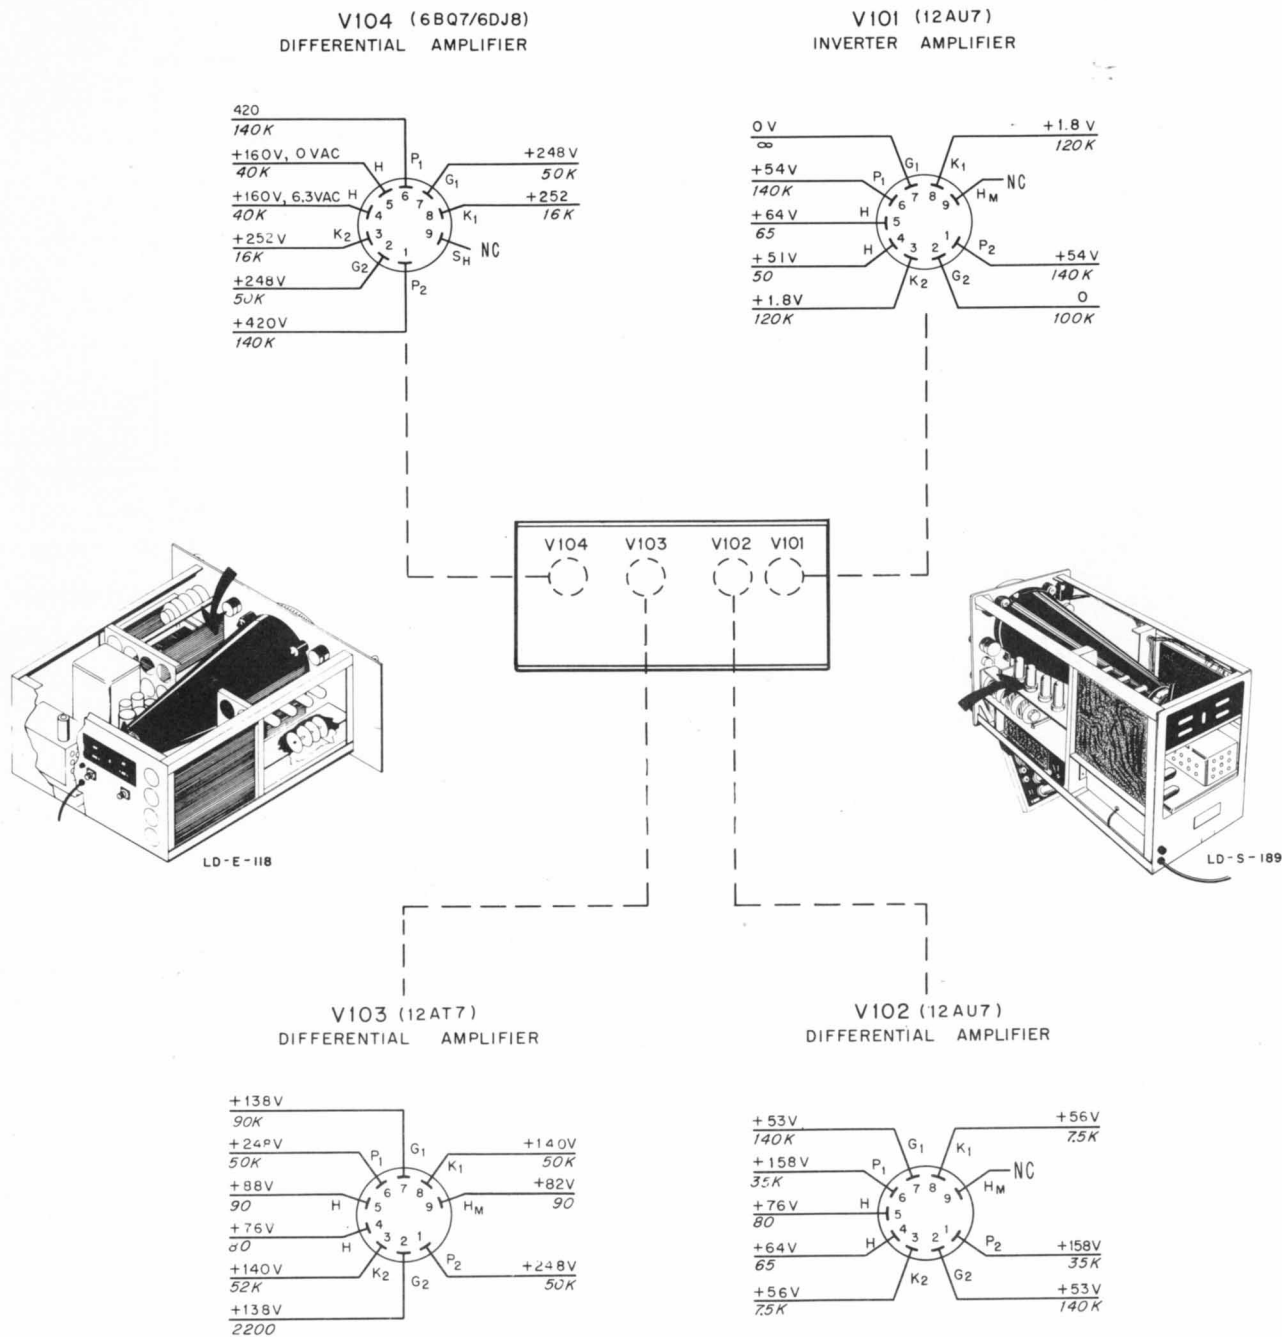 V104 (6BQ7/6DJ8)
DIFFERENTIAL AMPLIFIER
420
140K
+160V, 0VAC
40K
+160V, 6.3VAC
40K
+252V
16K
+248V
50K
+420V
140K
H
H
K2
G2
P1
G1
K1
SH
P2
5
6
7
4
8
3
9
2
1
+248V
50K
+252
16K
NC
V101 (12AU7)
INVERTER AMPLIFIER
0V
∞
+54V
140K
+64V
65
+51V
50
+1.8V
120K
P1
G1
K1
HM
H
H
K2
G2
P2
7
8
6
9
5
4
1
3
2
+1.8V
120K
NC
+54V
140K
0
100K
V104 V103 V102 V101
LD-E-118
LD-S-189
V103 (12AT7)
DIFFERENTIAL AMPLIFIER
+138V
90K
50K
+88V
90
+76V
+140V
52K
+138V
2200
P1
G1
K1
HM
H
H
K2
G2
P2
6
7
8
5
9
4
3
2
1
+140V
50K
+82V
90
+248V
50K
V102 (12AU7)
DIFFERENTIAL AMPLIFIER
+53V
140K
+158V
35K
+76V
80
+64V
65
+56V
7.5K
P1
G1
K1
HM
H
H
K2
G2
P2
7
8
6
9
5
4
1
3
2
+56V
7.5K
NC
+158V
35K
+53V
140K